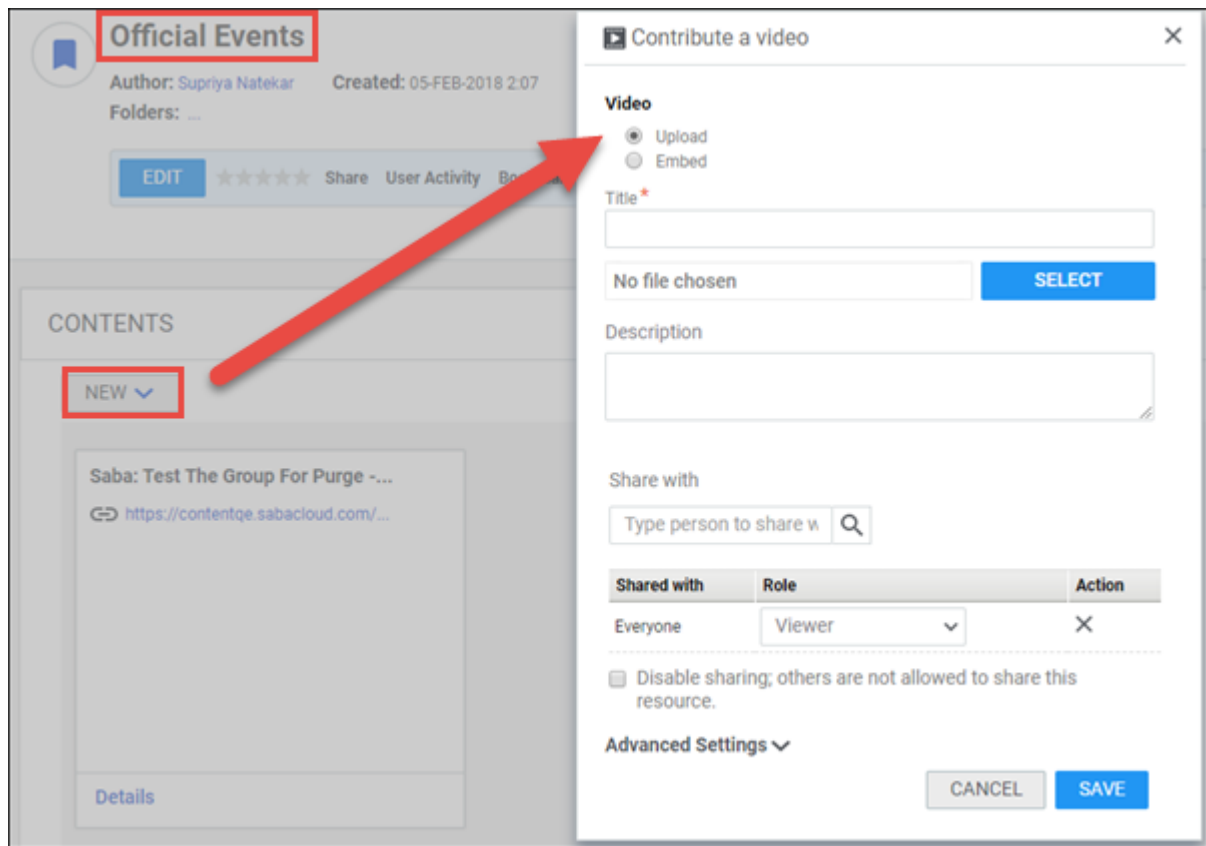 Official Events
Author: Supriya Natekar Created: 05-FEB-2018 2:07
Folders: ...
EDIT Share User Activity
CONTENTS
NEW
Saba: Test The Group For Purge -...
https://contentqe.sabacloud.com/...
Details
Contribute a video
Video
Upload
Embed
Title *
No file chosen SELECT
Description
Share with
Type person to share w
Shared with Role Action
Everyone Viewer
Disable sharing; others are not allowed to share this
resource.
Advanced Settings
CANCEL SAVE